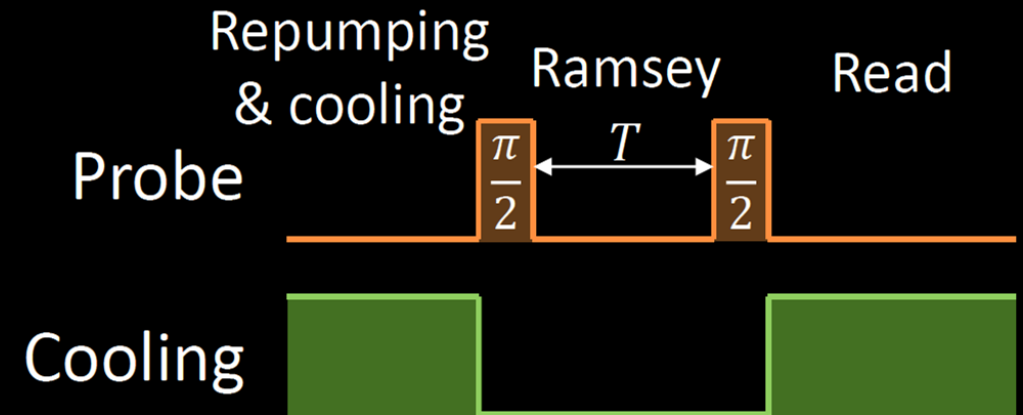 Repumping
& cooling
Ramsey
Read
Probe
π/2
T
π/2
Cooling